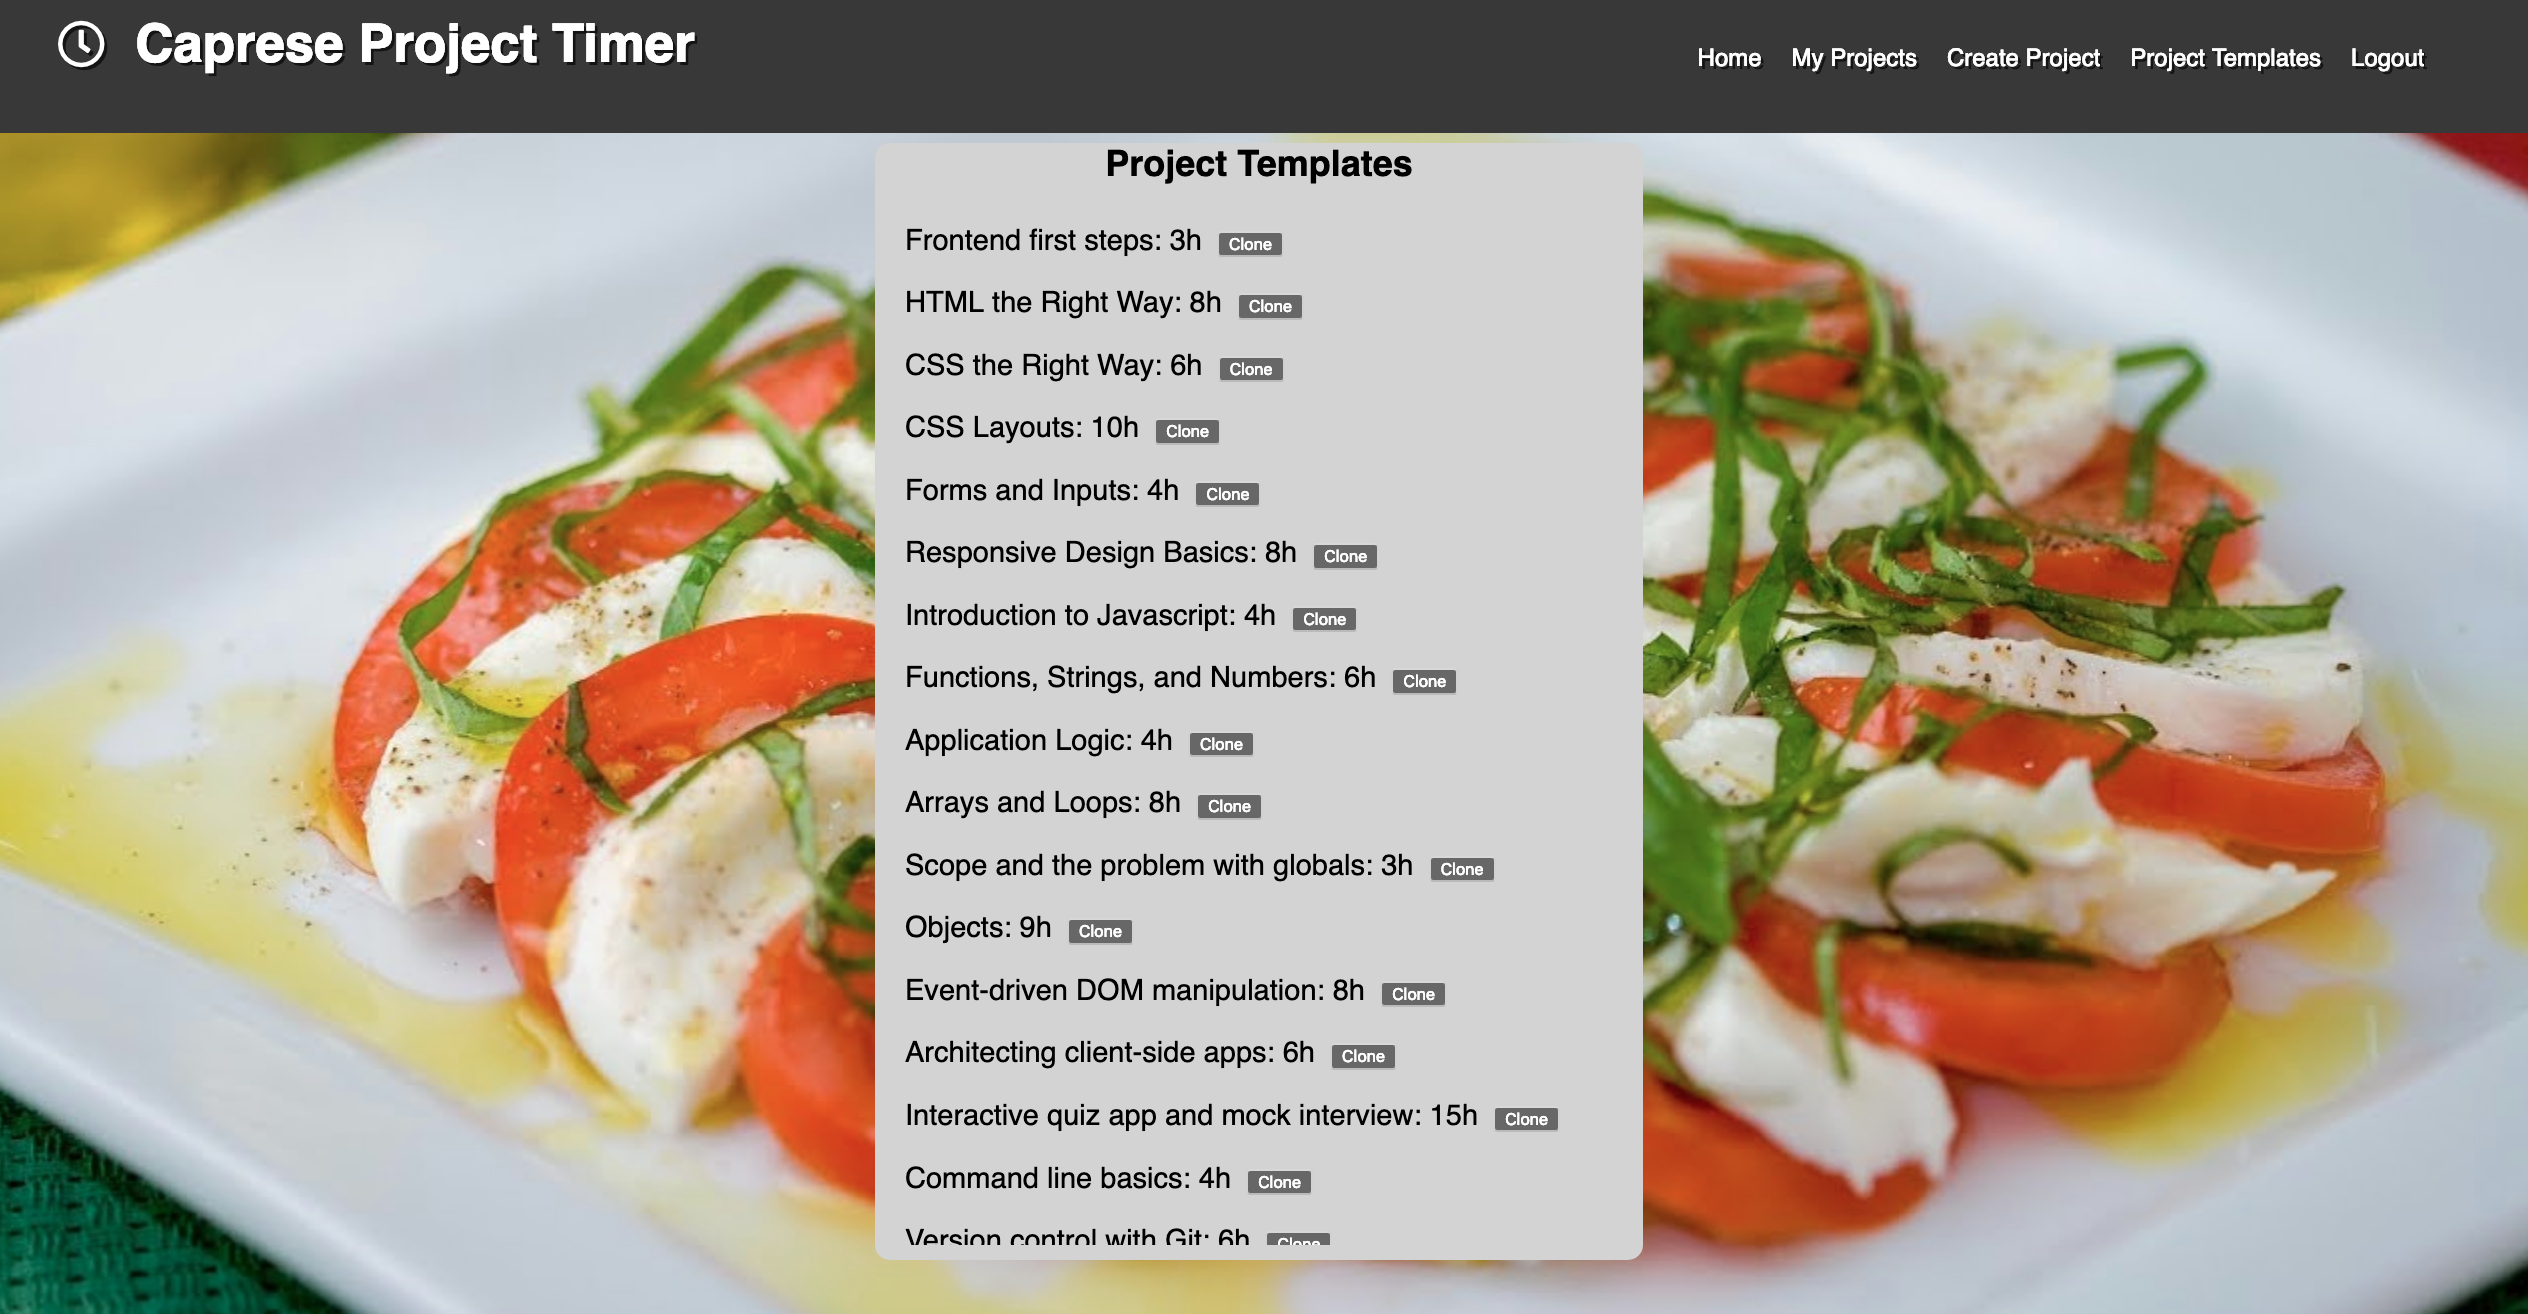 Caprese Project Timer
Home My Projects Create Project Project Templates Logout
Project Templates
Frontend first steps: 3h Clone
HTML the Right Way: 8h Clone
CSS the Right Way: 6h Clone
CSS Layouts: 10h Clone
Forms and Inputs: 4h Clone
Responsive Design Basics: 8h Clone
Introduction to Javascript: 4h Clone
Functions, Strings, and Numbers: 6h Clone
Application Logic: 4h Clone
Arrays and Loops: 8h Clone
Scope and the problem with globals: 3h Clone
Objects: 9h Clone
Event-driven DOM manipulation: 8h Clone
Architecting client-side apps: 6h Clone
Interactive quiz app and mock interview: 15h Clone
Command line basics: 4h Clone
Version control with Git: 6h Clone